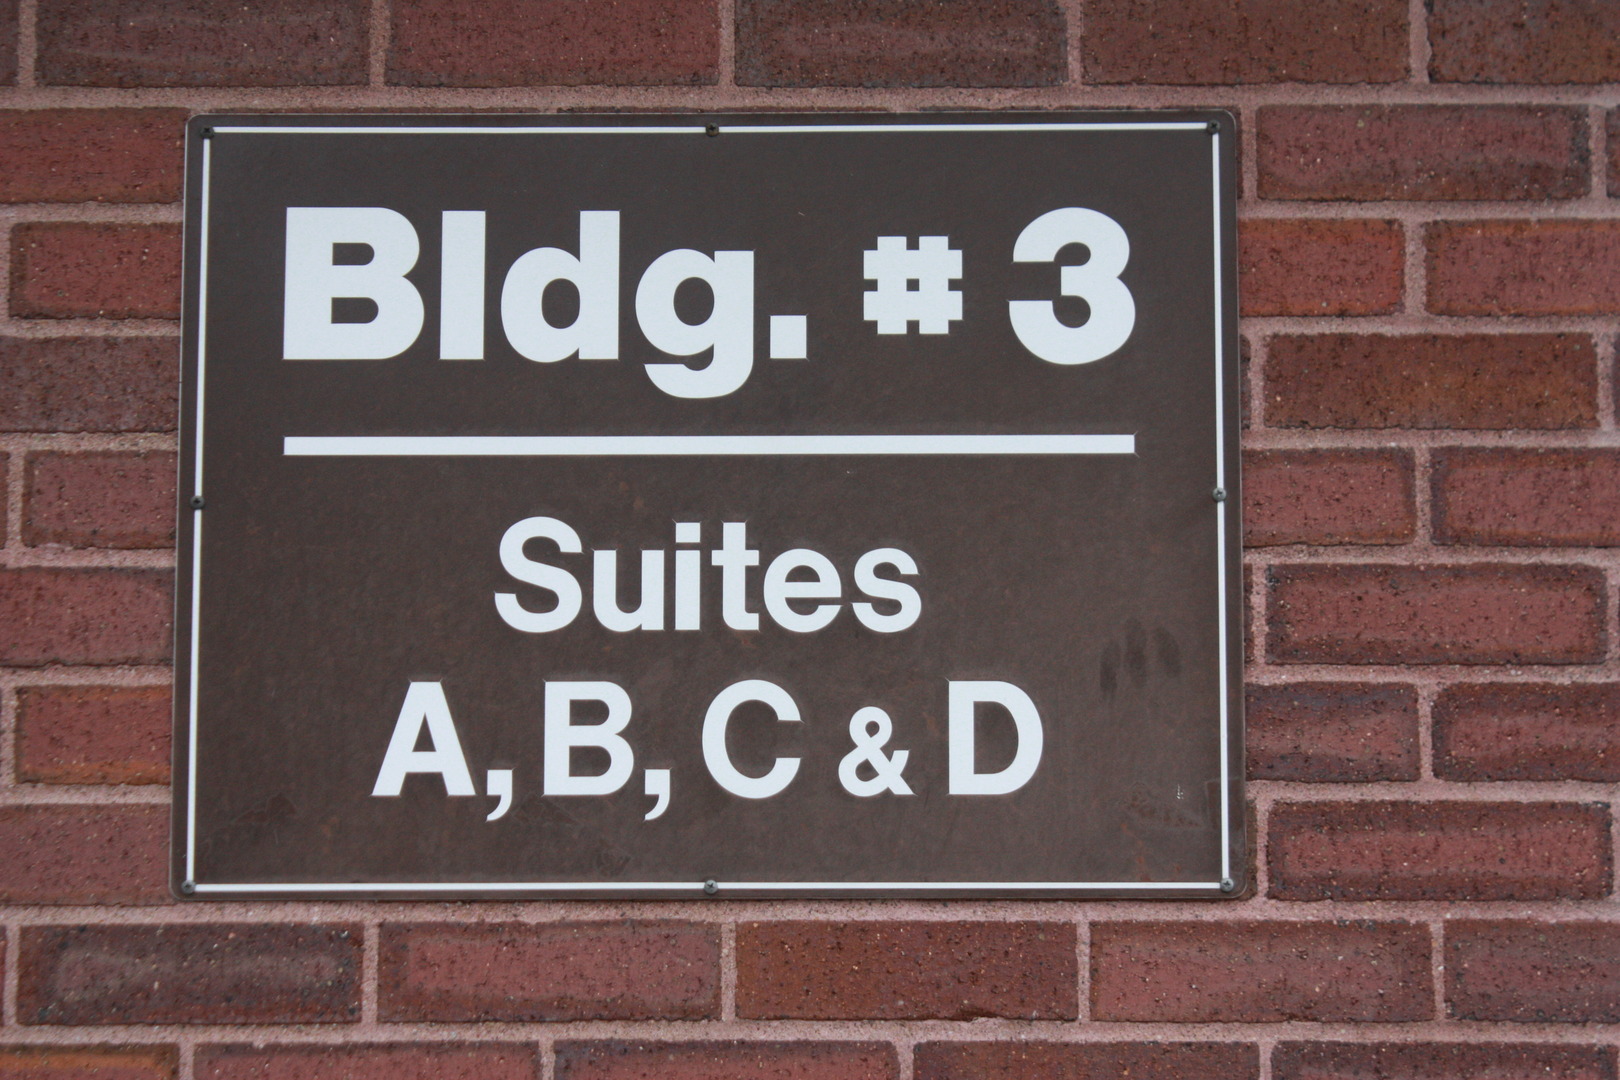 Bldg. # 3
Suites
A, B, C & D